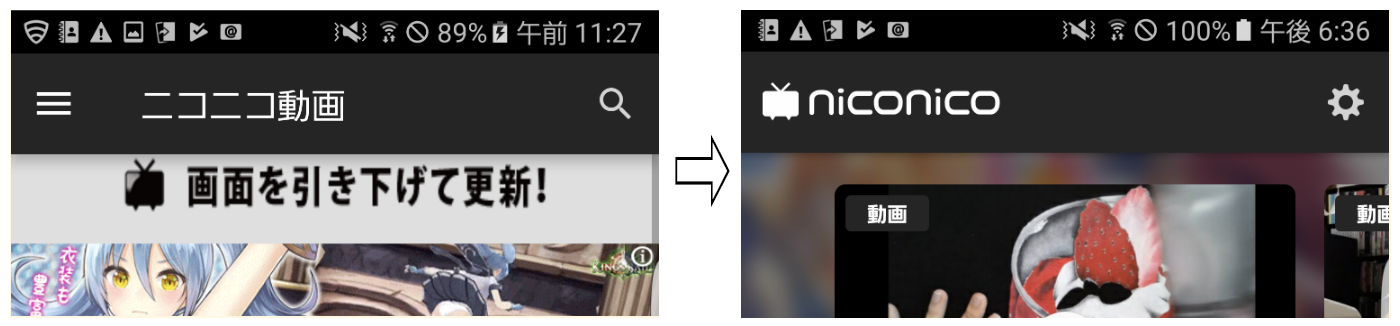 89% 午前 11:27
ニコニコ動画
画面を引き下げて更新!
衣装も
豊富
100% 午後 6:36
niconico
動画
動画